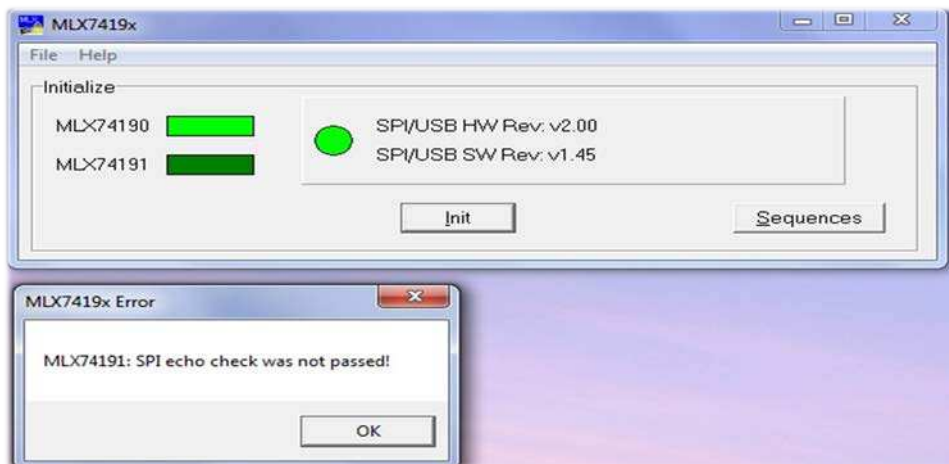 MLX7419x
File Help
Initialize
MLX74190
SPI/USB HW Rev: v2.00
MLX74191
SPI/USB SW Rev: v1.45
Init
Sequences
MLX7419x Error
MLX74191: SPI echo check was not passed!
OK